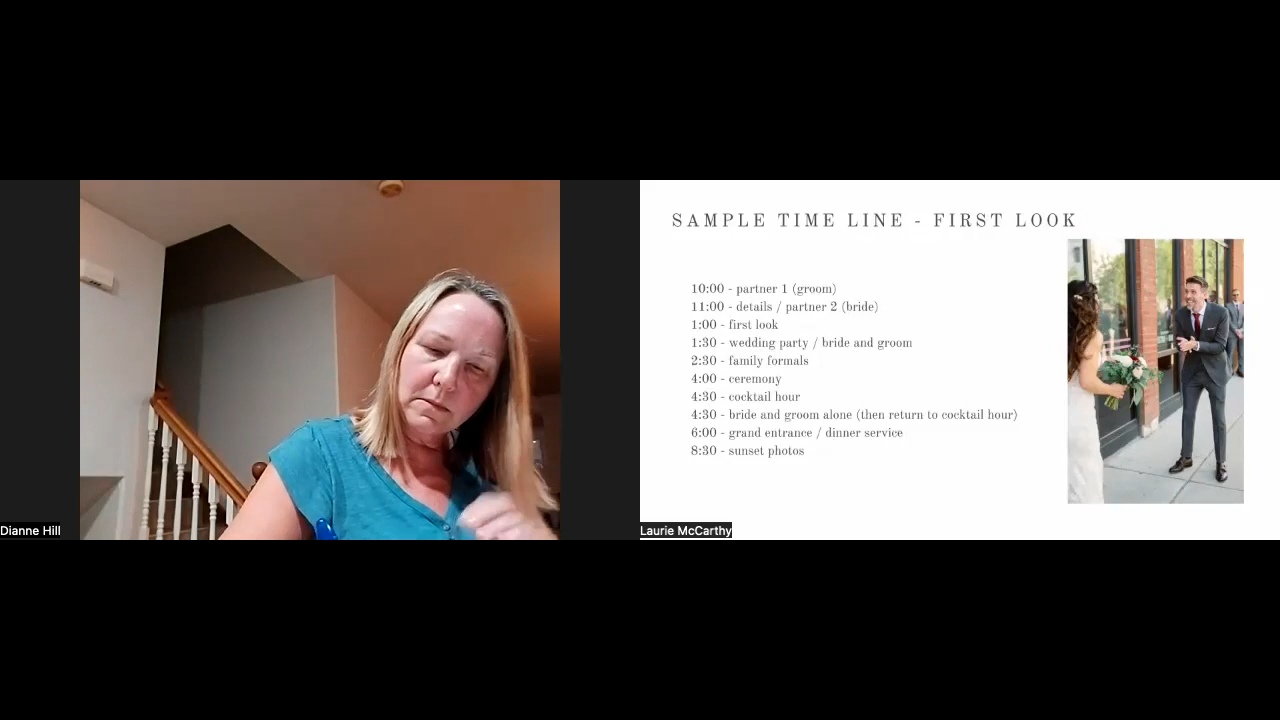 SAMPLE TIME LINE - FIRST LOOK
10:00 - partner 1 (groom)
11:00 - details / partner 2 (bride)
1:00 - first look
1:30 - wedding party / bride and groom
2:30 - family formals
4:00 - ceremony
4:30 - cocktail hour
4:30 - bride and groom alone (then return to cocktail hour)
6:00 - grand entrance / dinner service
8:30 - sunset photos
Dianne Hill
Laurie McCarthy